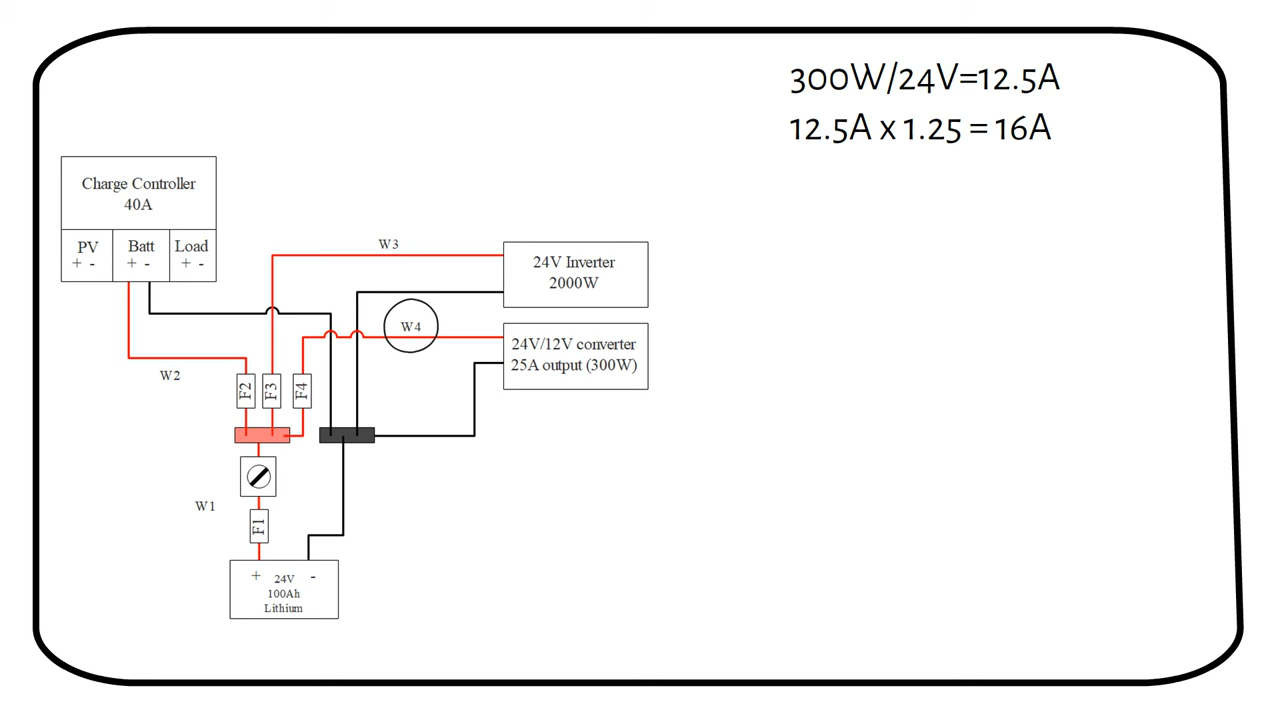 300W/24V=12.5A
12.5A x 1.25 = 16A
Charge Controller
40A
PV
+ -
Batt
+ -
Load
+ -
W3
24V Inverter
2000W
W4
24V/12V converter
25A output (300W)
W2
F2
F3
F4
W1
F1
+ 24V -
100Ah
Lithium